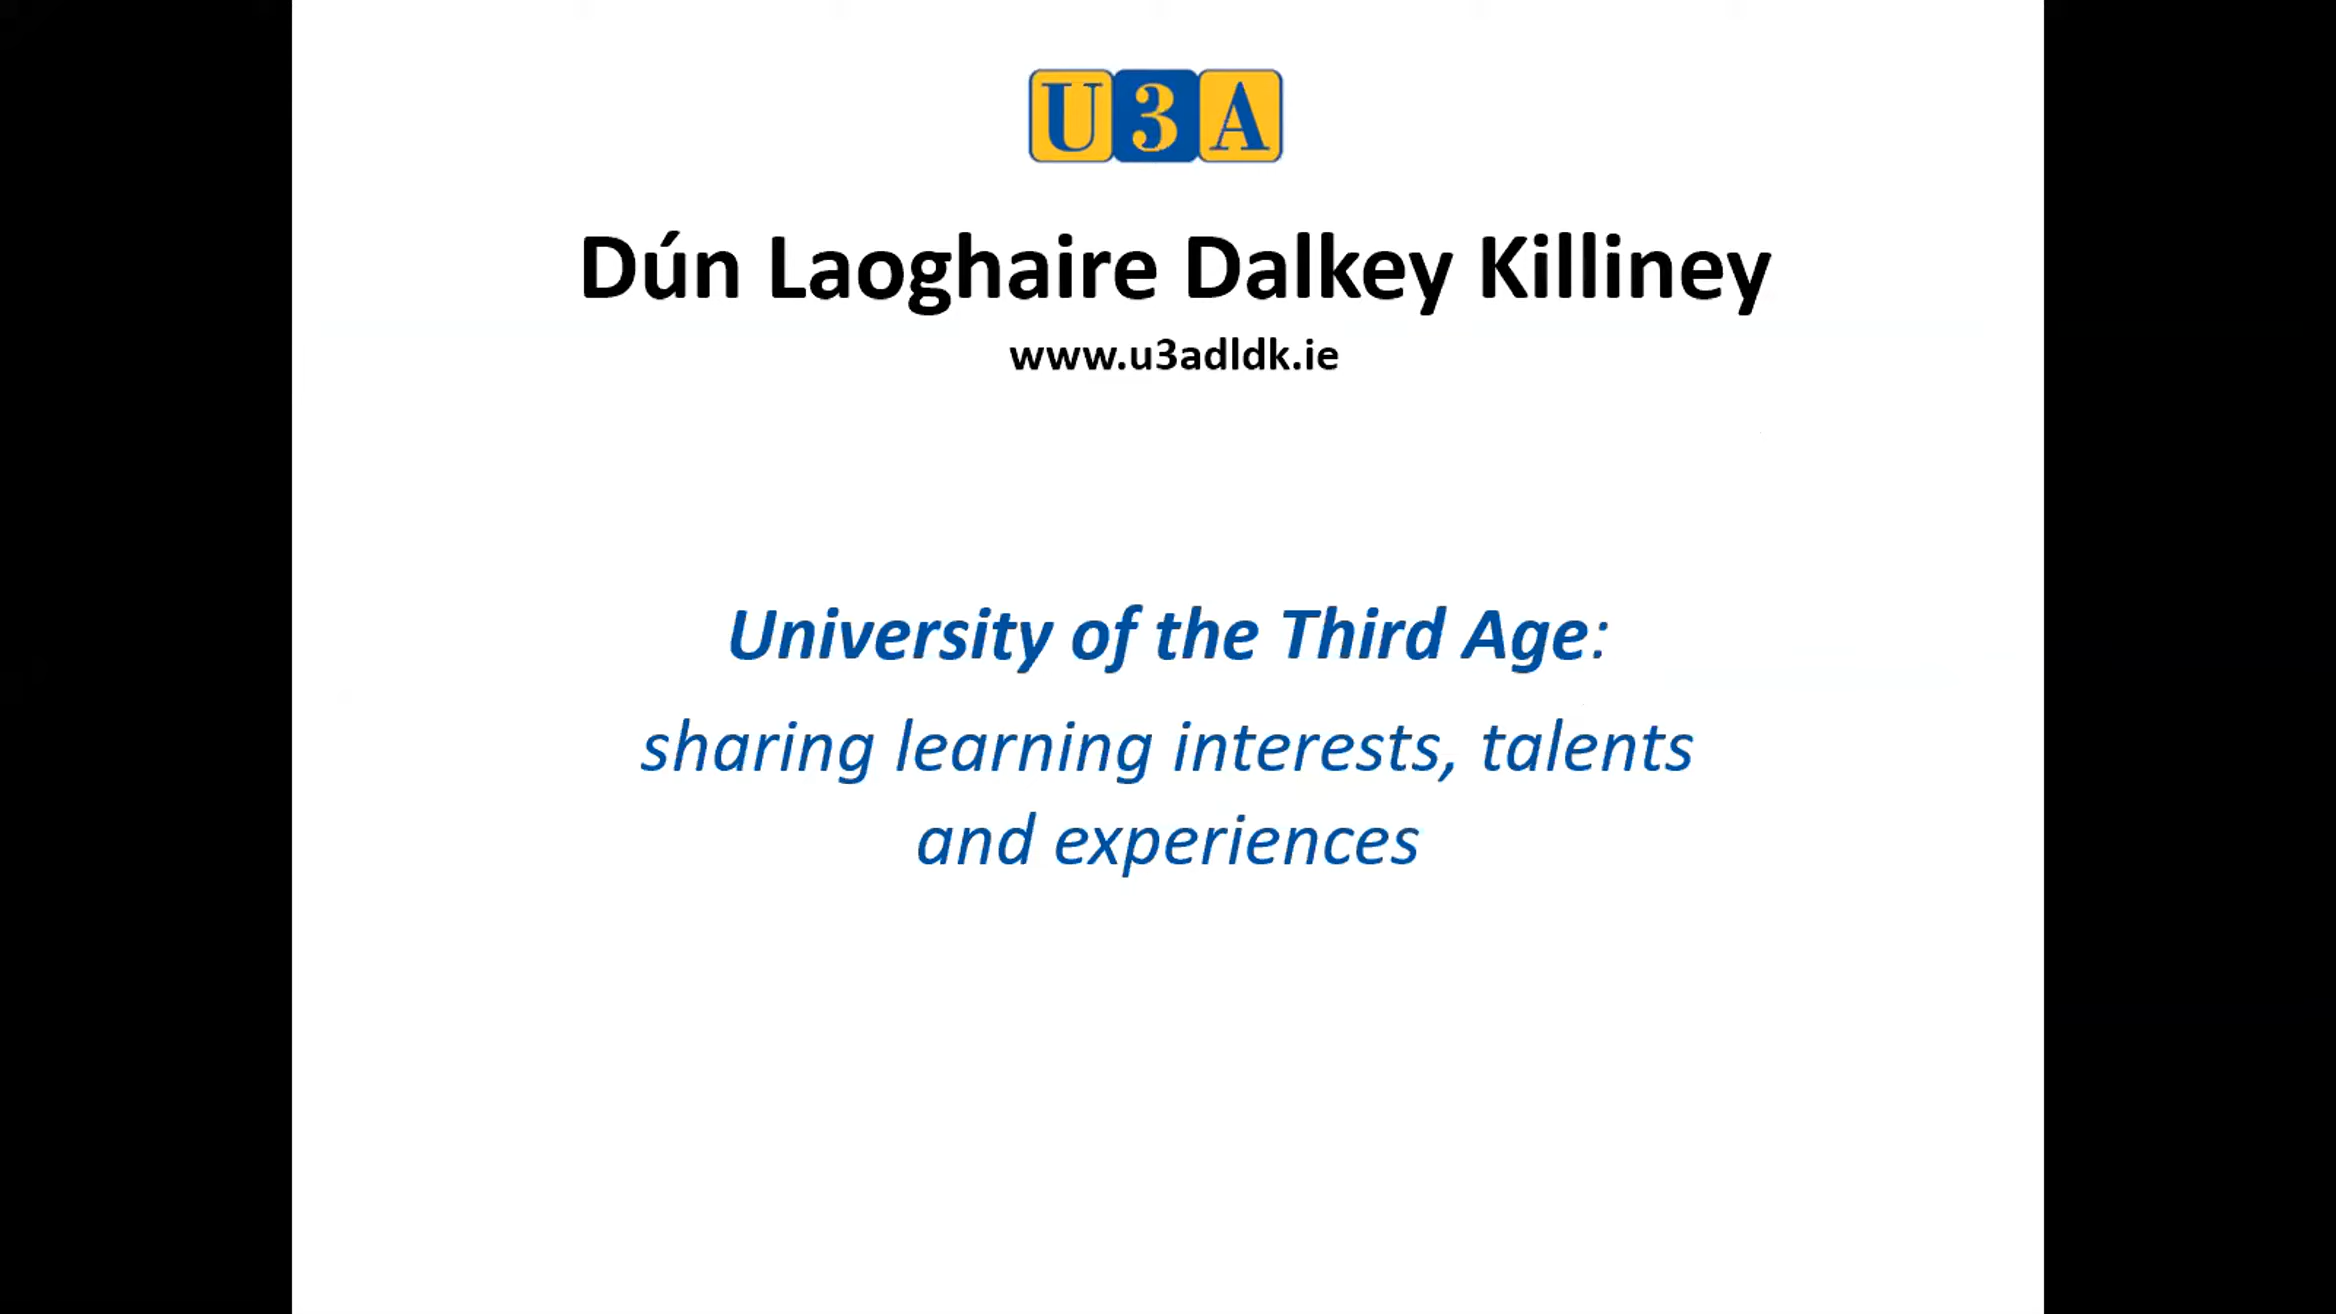 U3A
Dún Laoghaire Dalkey Killiney
www.u3adldk.ie
University of the Third Age:
sharing learning interests, talents
and experiences